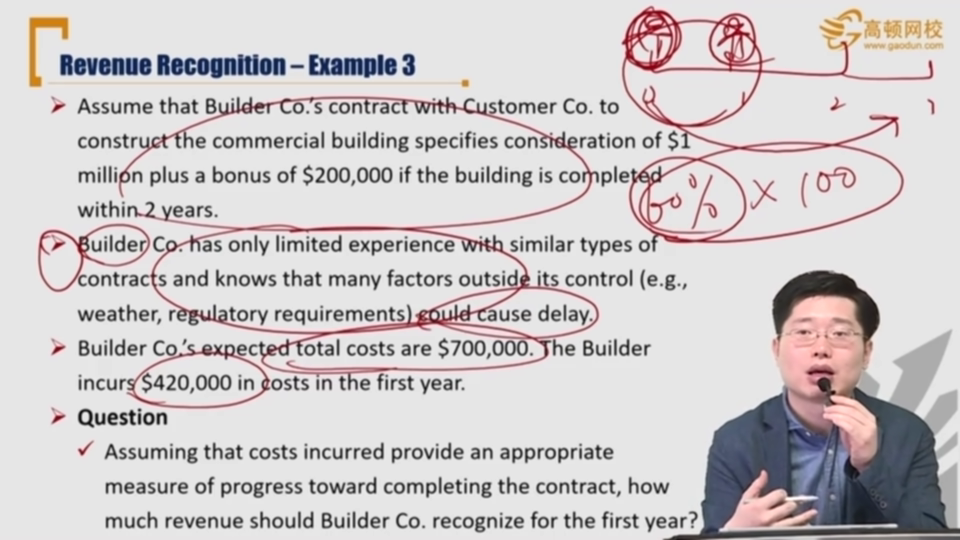 高顿网校
www.gaodun.com
Revenue Recognition – Example 3
Assume that Builder Co.'s contract with Customer Co. to
construct the commercial building specifies consideration of $1
million plus a bonus of $200,000 if the building is completed
within 2 years.
Builder Co. has only limited experience with similar types of
contracts and knows that many factors outside its control (e.g.,
weather, regulatory requirements) could cause delay.
Builder Co.'s expected total costs are $700,000. The Builder
incurs $420,000 in costs in the first year.
Question
Assuming that costs incurred provide an appropriate
measure of progress toward completing the contract, how
much revenue should Builder Co. recognize for the first year?
0 1 2
60% × 100